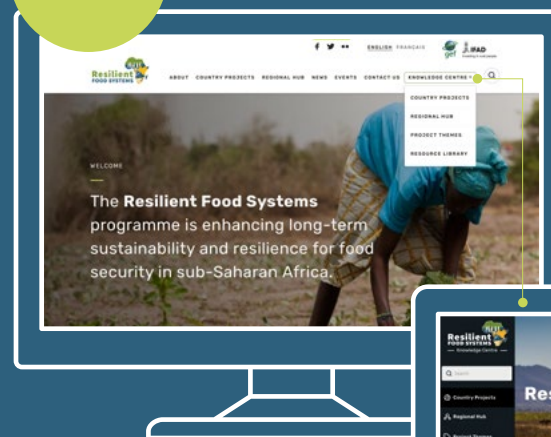 ENGLISH FRANÇAIS
gef IFAD
Resilient
FOOD SYSTEMS
ABOUT COUNTRY PROJECTS REGIONAL HUB NEWS EVENTS CONTACT US KNOWLEDGE CENTRE
COUNTRY PROJECTS
REGIONAL HUB
PROJECT THEMES
RESOURCE LIBRARY
WELCOME
The Resilient Food Systems
programme is enhancing long-term
sustainability and resilience for food
security in sub-Saharan Africa.
Resilient
FOOD SYSTEMS
Knowledge Centre
Search
Country Projects
Res
Regional Hub
Project Themes